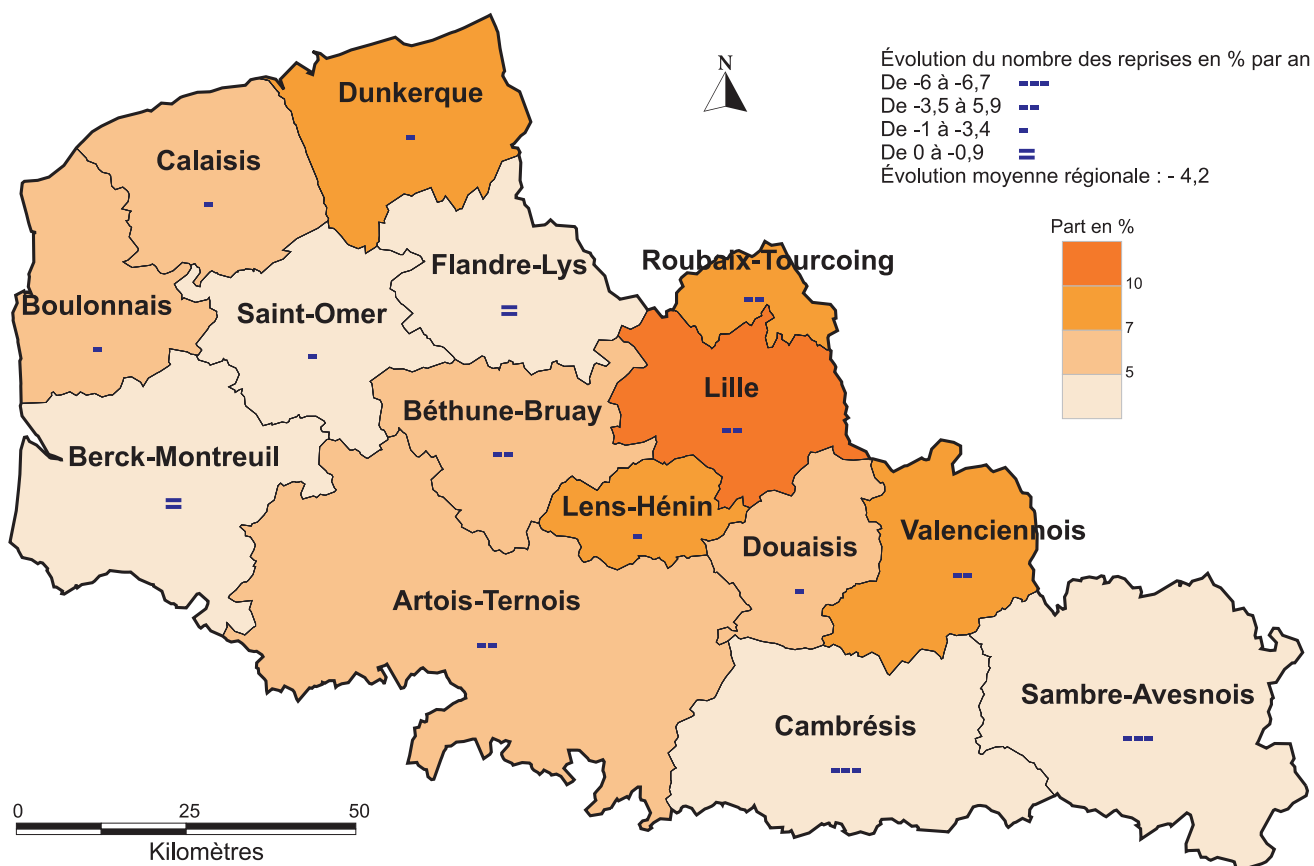 Évolution du nombre des reprises en % par an
De -6 à -6,7
De -3,5 à 5,9
De -1 à -3,4
De 0 à -0,9
Évolution moyenne régionale : - 4,2
N
Part en %
10
7
5
Dunkerque
Calaisis
Flandre-Lys
Roubaix-Tourcoing
Boulonnais
Saint-Omer
Lille
Béthune-Bruay
Berck-Montreuil
Lens-Hénin
Valenciennois
Douaisis
Artois-Ternois
Sambre-Avesnois
Cambrésis
0 25 50
Kilomètres